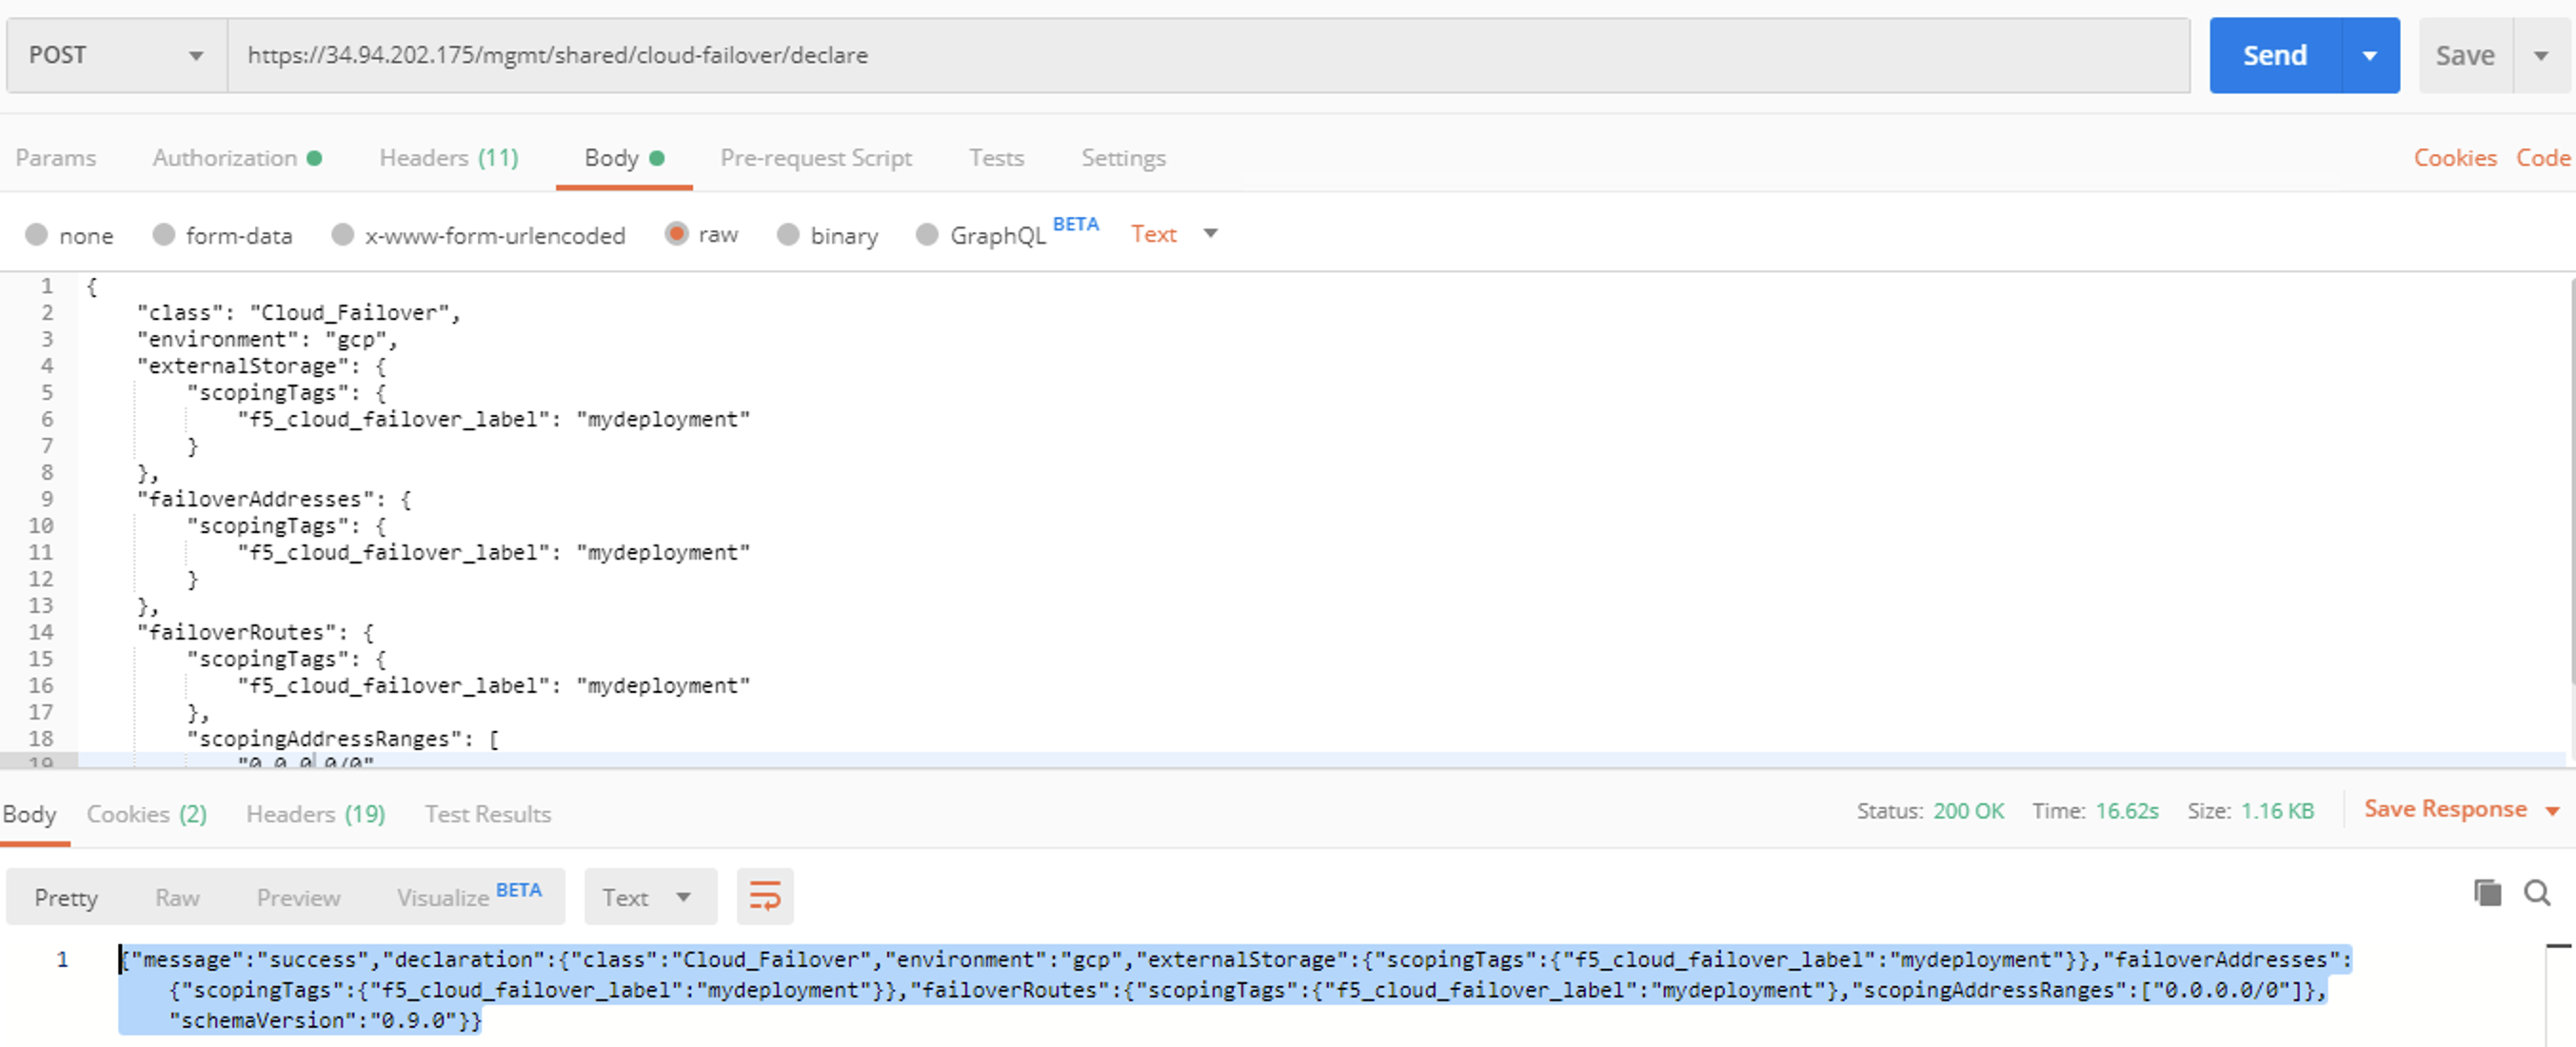 POST https://34.94.202.175/mgmt/shared/cloud-failover/declare Send Save
Params Authorization Headers (11) Body Pre-request Script Tests Settings Cookies Code
none form-data x-www-form-urlencoded raw binary GraphQL BETA Text
1 {
2 "class": "Cloud_Failover",
3 "environment": "gcp",
4 "externalStorage": {
5 "scopingTags": {
6 "f5_cloud_failover_label": "mydeployment"
7 }
8 },
9 "failoverAddresses": {
10 "scopingTags": {
11 "f5_cloud_failover_label": "mydeployment"
12 }
13 },
14 "failoverRoutes": {
15 "scopingTags": {
16 "f5_cloud_failover_label": "mydeployment"
17 },
18 "scopingAddressRanges": [
19 "0.0.0.0/0"
Body Cookies (2) Headers (19) Test Results Status: 200 OK Time: 16.62s Size: 1.16 KB Save Response
Pretty Raw Preview Visualize BETA Text
1 {"message":"success","declaration":{"class":"Cloud_Failover","environment":"gcp","externalStorage":{"scopingTags":{"f5_cloud_failover_label":"mydeployment"}},"failoverAddresses":
{"scopingTags":{"f5_cloud_failover_label":"mydeployment"}},"failoverRoutes":{"scopingTags":{"f5_cloud_failover_label":"mydeployment"},"scopingAddressRanges":["0.0.0.0/0"]},
"schemaVersion":"0.9.0"}}